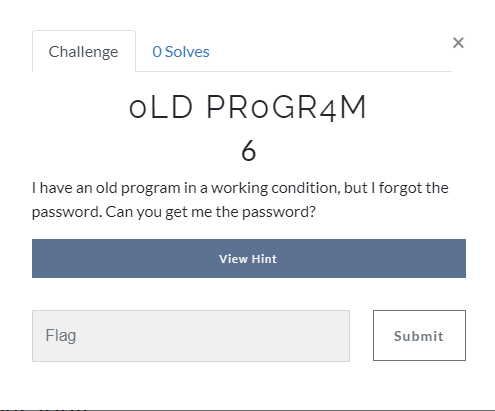 Challenge
0 Solves
×
oLD PRoGR4M
6
I have an old program in a working condition, but I forgot the
password. Can you get me the password?
View Hint
Flag
Submit